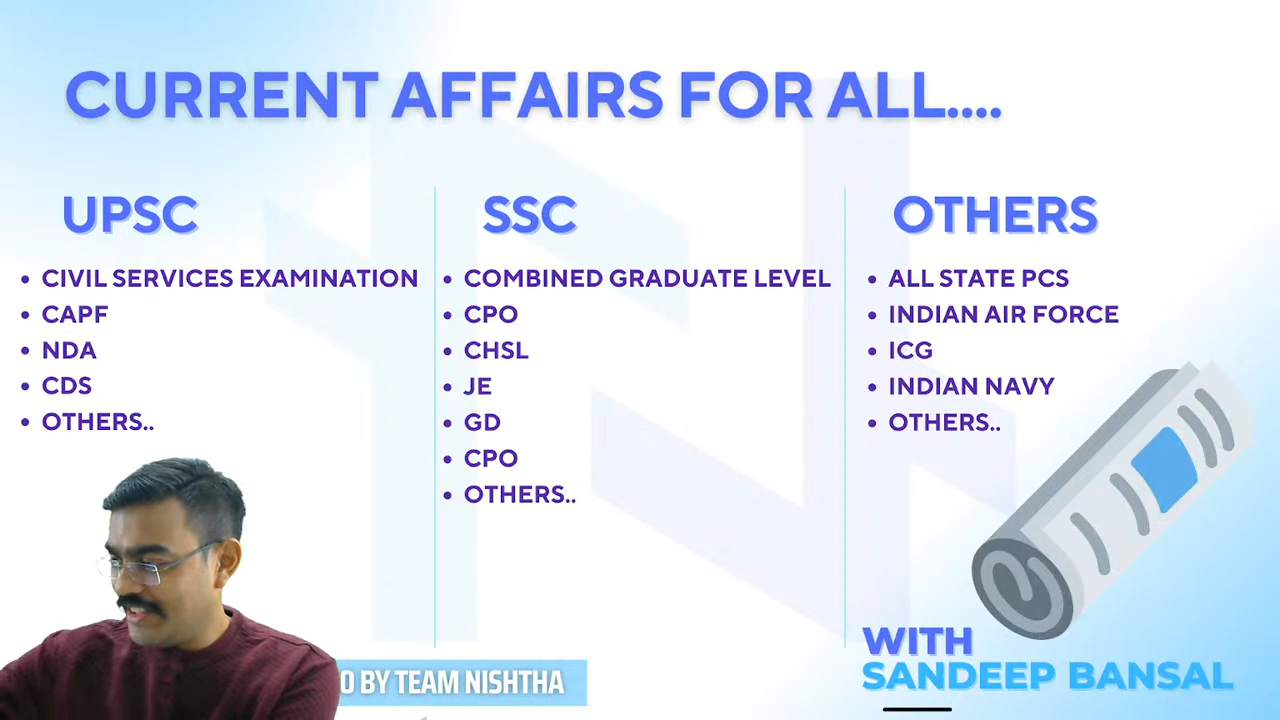 CURRENT AFFAIRS FOR ALL....
UPSC
• CIVIL SERVICES EXAMINATION
• CAPF
• NDA
• CDS
• OTHERS..
SSC
• COMBINED GRADUATE LEVEL
• CPO
• CHSL
• JE
• GD
• CPO
• OTHERS..
OTHERS
• ALL STATE PCS
• INDIAN AIR FORCE
• ICG
• INDIAN NAVY
• OTHERS..
WITH
SANDEEP BANSAL
BY TEAM NISHTHA